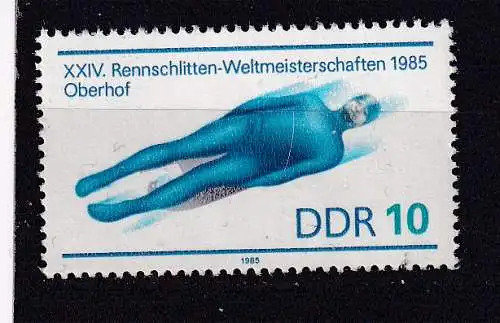 XXIV. Rennschlitten-Weltmeisterschaften 1985
Oberhof
DDR 10
1985